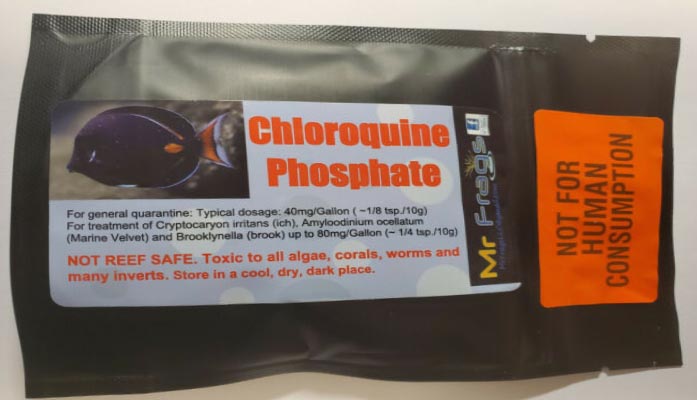 Chloroquine
Phosphate
For general quarantine: Typical dosage: 40mg/Gallon ( ~1/8 tsp./10g)
For treatment of Cryptocaryon irritans (ich), Amyloodinium ocellatum
(Marine Velvet) and Brooklynella (brook) up to 80mg/Gallon (~ 1/4 tsp./10g)
NOT REEF SAFE. Toxic to all algae, corals, worms and
many inverts. Store in a cool, dry, dark place.
Mr Frags
NOT FOR
HUMAN
CONSUMPTION